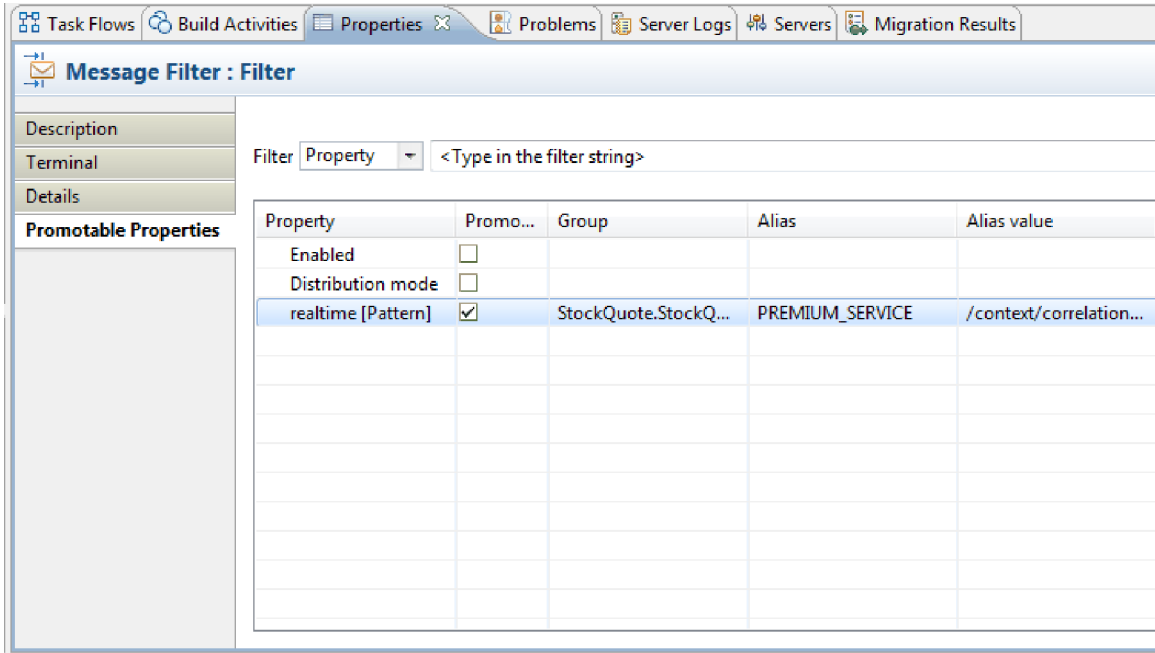 Task Flows Build Activities Properties Problems Server Logs Servers Migration Results
Message Filter : Filter
Description
Terminal
Details
Promotable Properties
Filter Property <Type in the filter string>
Property Promo... Group Alias Alias value
Enabled
Distribution mode
realtime [Pattern] StockQuote.StockQ... PREMIUM_SERVICE /context/correlation...